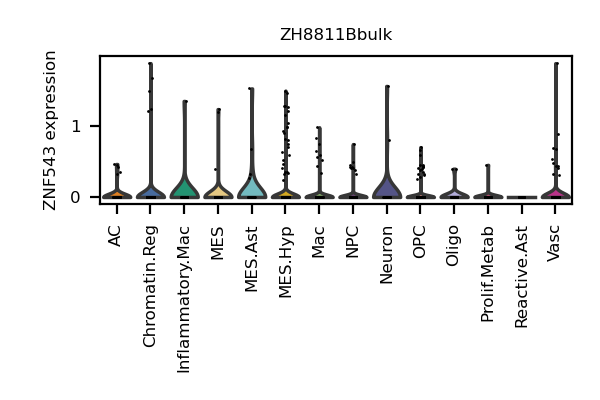 ZH8811Bbulk
ZNF543 expression
1
0
AC
Chromatin.Reg
Inflammatory.Mac
MES
MES.Ast
MES.Hyp
Mac
NPC
Neuron
OPC
Oligo
Prolif.Metab
Reactive.Ast
Vasc